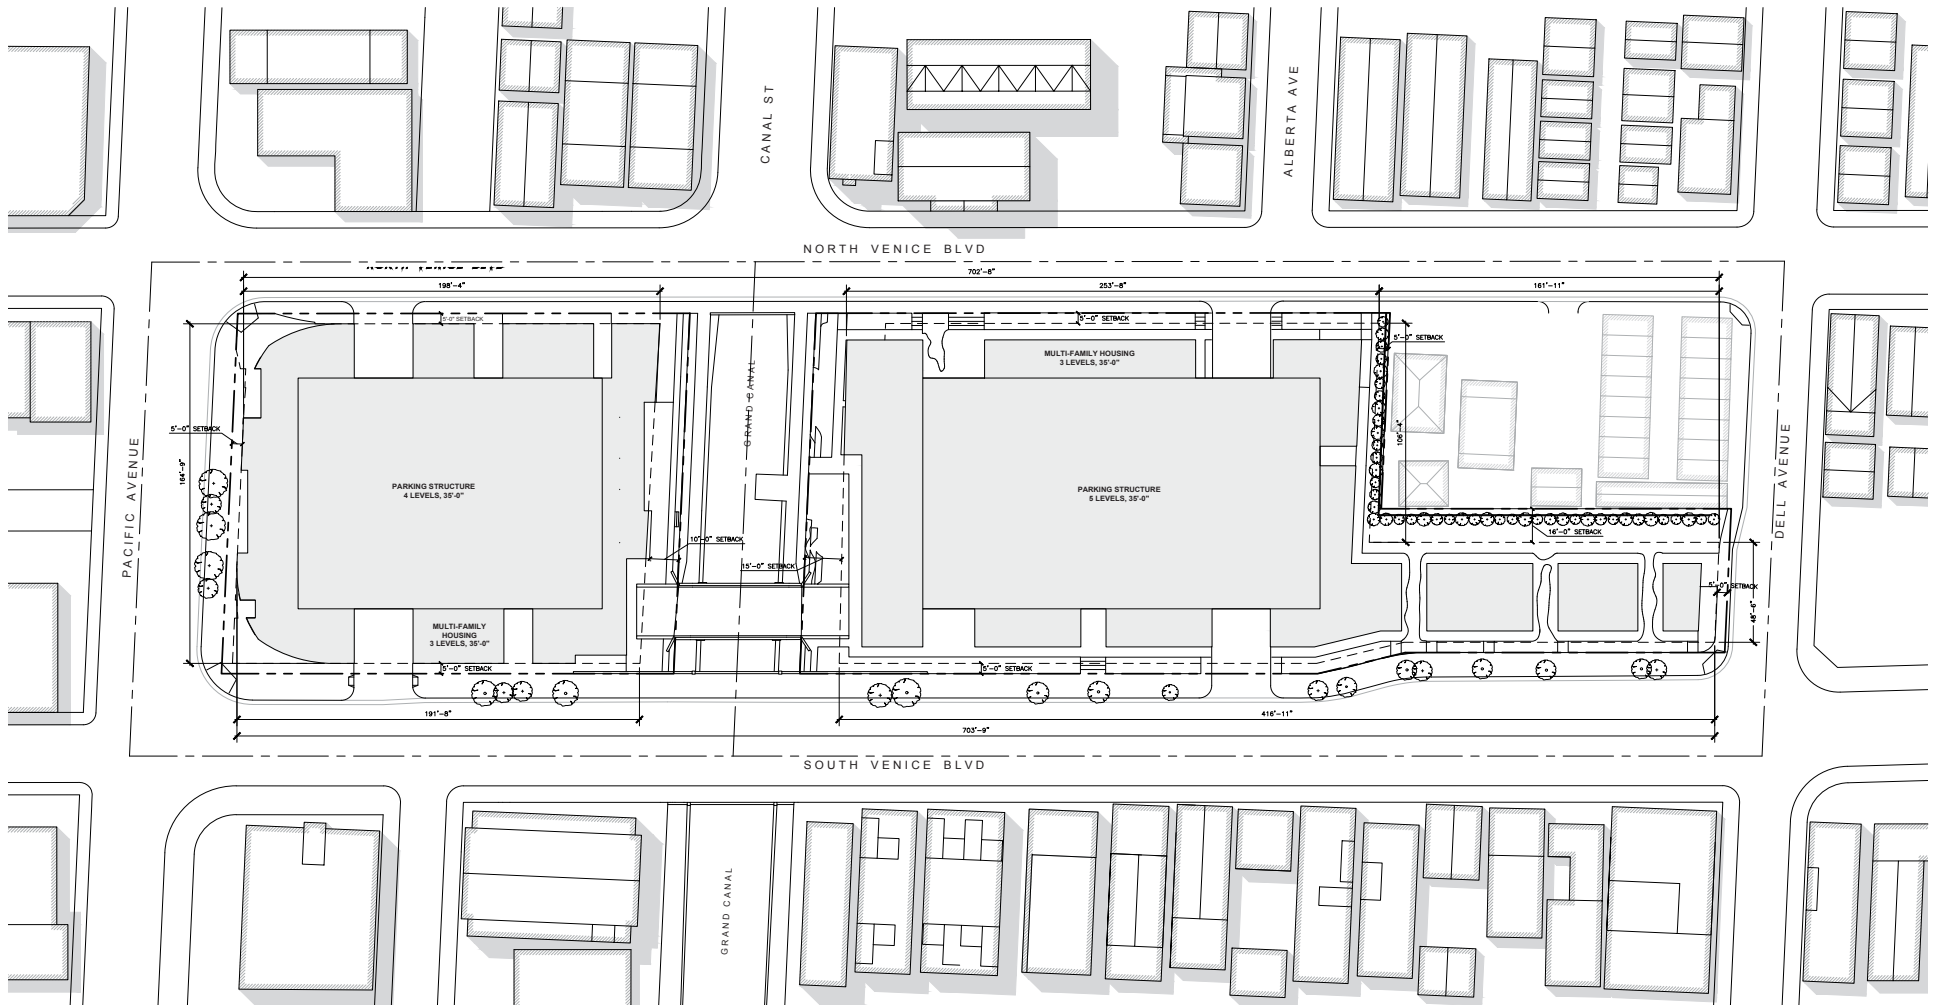 CANAL ST
ALBERTA AVE
NORTH VENICE BLVD
702'-8"
198'-4"
253'-8"
161'-11"
5'-0" SETBACK
5'-0" SETBACK
5'-0" SETBACK
MULTI-FAMILY HOUSING
3 LEVELS, 35'-0"
GRAND CANAL
PACIFIC AVENUE
5'-0" SETBACK
164'-9"
106'-4"
DELL AVENUE
PARKING STRUCTURE
4 LEVELS, 35'-0"
PARKING STRUCTURE
5 LEVELS, 35'-0"
10'-0" SETBACK
15'-0" SETBACK
16'-0" SETBACK
5'-0" SETBACK
48'-6"
MULTI-FAMILY
HOUSING
3 LEVELS, 35'-0"
5'-0" SETBACK
5'-0" SETBACK
191'-8"
416'-11"
703'-9"
SOUTH VENICE BLVD
GRAND CANAL